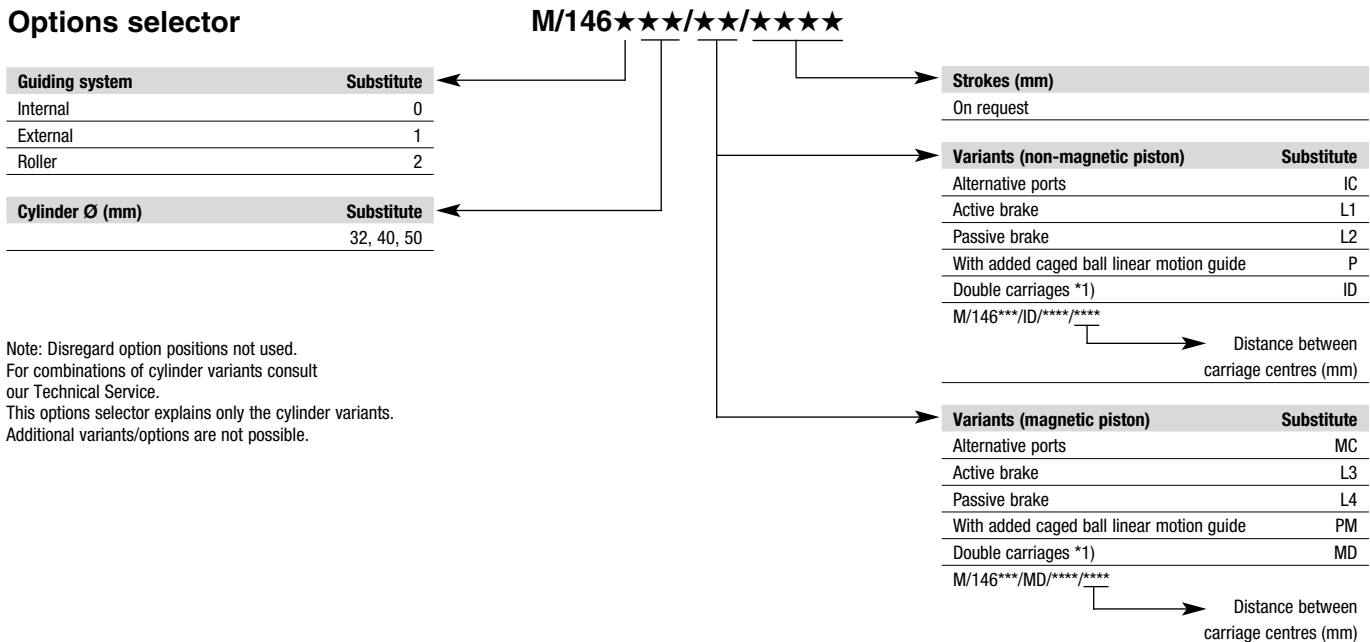 Options selector
M/146★★★/★★/★★★★
Guiding system Substitute
Internal 0
External 1
Roller 2
Cylinder Ø (mm) Substitute
32, 40, 50
Note: Disregard option positions not used.
For combinations of cylinder variants consult
our Technical Service.
This options selector explains only the cylinder variants.
Additional variants/options are not possible.
Strokes (mm)
On request
Variants (non-magnetic piston) Substitute
Alternative ports IC
Active brake L1
Passive brake L2
With added caged ball linear motion guide P
Double carriages *1) ID
M/146***/ID/****/****
Distance between
carriage centres (mm)
Variants (magnetic piston) Substitute
Alternative ports MC
Active brake L3
Passive brake L4
With added caged ball linear motion guide PM
Double carriages *1) MD
M/146***/MD/****/****
Distance between
carriage centres (mm)